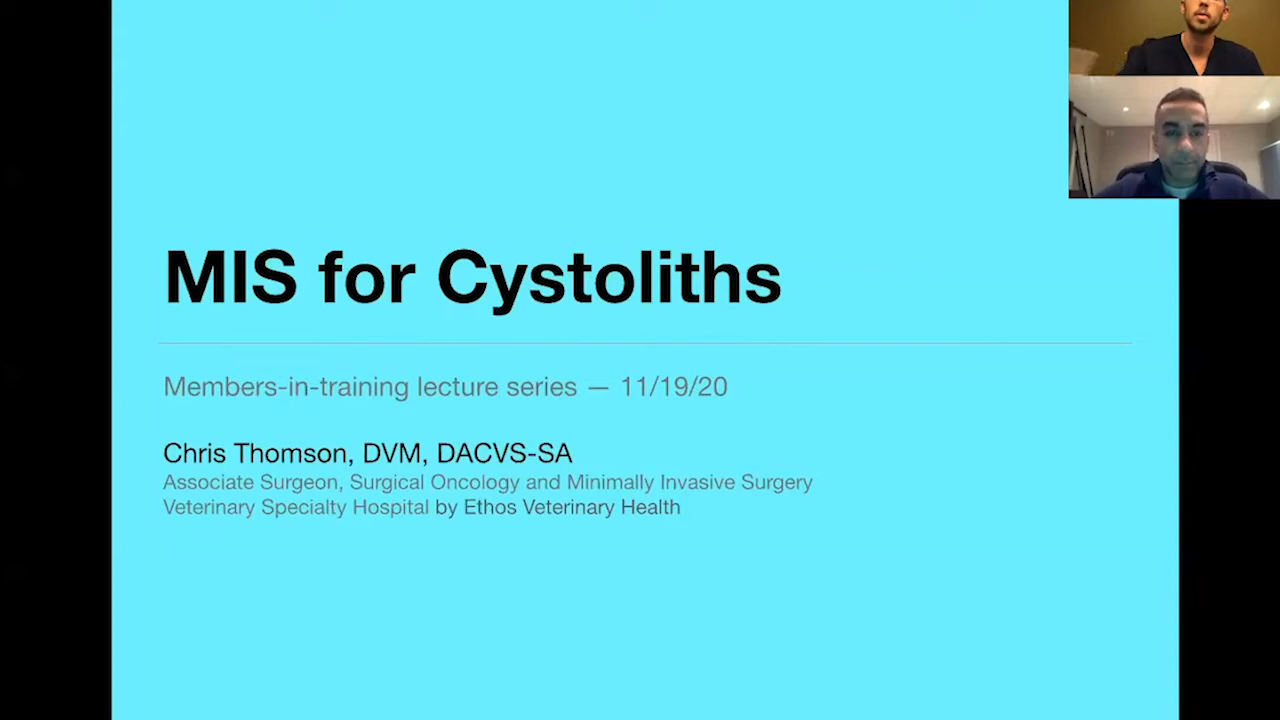 MIS for Cystoliths
Members-in-training lecture series — 11/19/20
Chris Thomson, DVM, DACVS-SA
Associate Surgeon, Surgical Oncology and Minimally Invasive Surgery
Veterinary Specialty Hospital by Ethos Veterinary Health